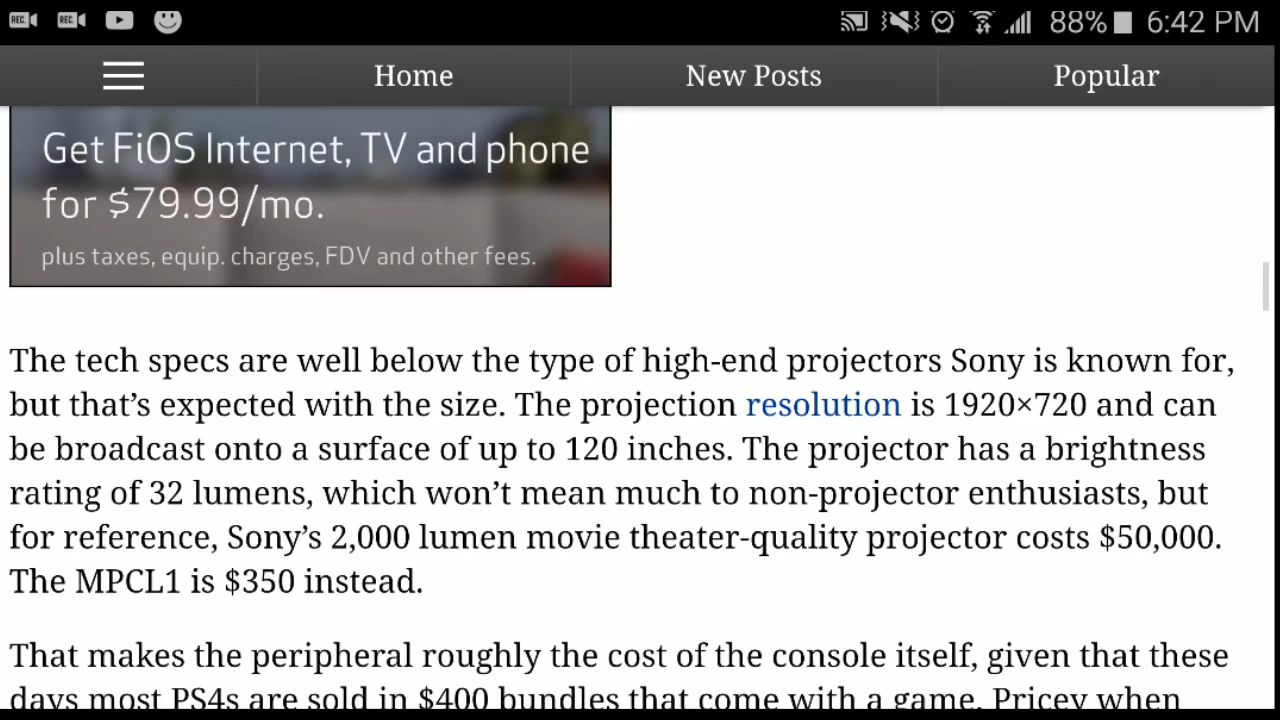 REC. REC. 88% 6:42 PM
Home New Posts Popular
Get FiOS Internet, TV and phone
for $79.99/mo.
plus taxes, equip. charges, FDV and other fees.
The tech specs are well below the type of high-end projectors Sony is known for,
but that’s expected with the size. The projection resolution is 1920×720 and can
be broadcast onto a surface of up to 120 inches. The projector has a brightness
rating of 32 lumens, which won’t mean much to non-projector enthusiasts, but
for reference, Sony’s 2,000 lumen movie theater-quality projector costs $50,000.
The MPCL1 is $350 instead.
That makes the peripheral roughly the cost of the console itself, given that these
days most PS4s are sold in $400 bundles that come with a game. Pricey when